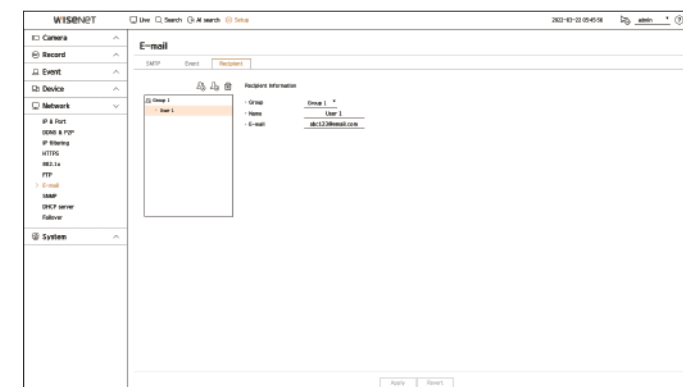 WISENET
Live Search AI search Setup 2022-03-22 05:45:58 admin
Camera
Record
Event
Device
Network
IP & Port
DDNS & P2P
IP filtering
HTTPS
802.1x
FTP
E-mail
SNMP
DHCP server
Failover
System
E-mail
SMTP Event Recipient
Group 1
User 1
Recipient Information
- Group Group 1
- Name User 1
- E-mail abc123@email.com
Apply Revert